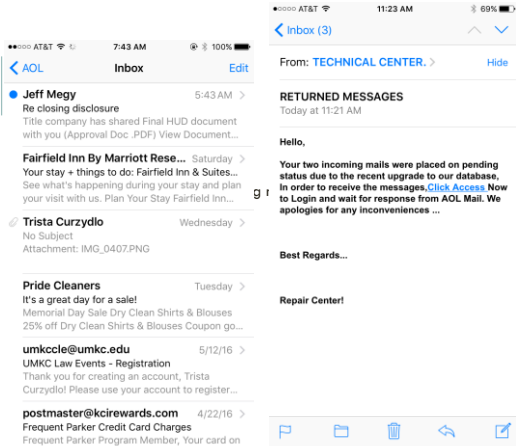 AT&T 7:43 AM 100%
AOL Inbox Edit
Jeff Megy 5:43 AM
Re closing disclosure
Title company has shared Final HUD document
with you (Approval Doc .PDF) View Document...
Fairfield Inn By Marriott Rese... Saturday
Your stay + things to do: Fairfield Inn & Suites...
See what's happening during your stay and plan
your visit with us. Plan Your Stay Fairfield Inn...
Trista Curzydlo Wednesday
No Subject
Attachment: IMG_0407.PNG
Pride Cleaners Tuesday
It's a great day for a sale!
Memorial Day Sale Dry Clean Shirts & Blouses
25% off Dry Clean Shirts & Blouses Coupon go...
umkccle@umkc.edu 5/12/16
UMKC Law Events - Registration
Thank you for creating an account, Trista
Curzydlo! Please use your account to register...
postmaster@kcirewards.com 4/22/16
Frequent Parker Credit Card Charges
Frequent Parker Program Member, Your card on
g
AT&T 11:23 AM 69%
Inbox (3)
From: TECHNICAL CENTER. Hide
RETURNED MESSAGES
Today at 11:21 AM
Hello,
Your two incoming mails were placed on pending
status due to the recent upgrade to our database,
In order to receive the messages,Click Access Now
to Login and wait for response from AOL Mail. We
apologies for any inconveniences ...
Best Regards...
Repair Center!